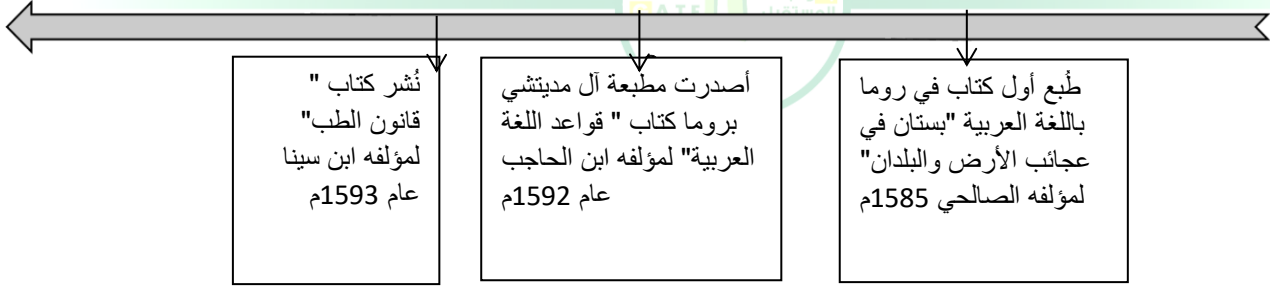 GATE
المستقبل
طُبع أول كتاب في روما
باللغة العربية "بستان في
عجائب الأرض والبلدان"
لمؤلفه الصالحي 1585م
أصدرت مطبعة آل مديتشي
بروما كتاب " قواعد اللغة
العربية" لمؤلفه ابن الحاجب
عام 1592م
نُشر كتاب "
قانون الطب"
لمؤلفه ابن سينا
عام 1593م